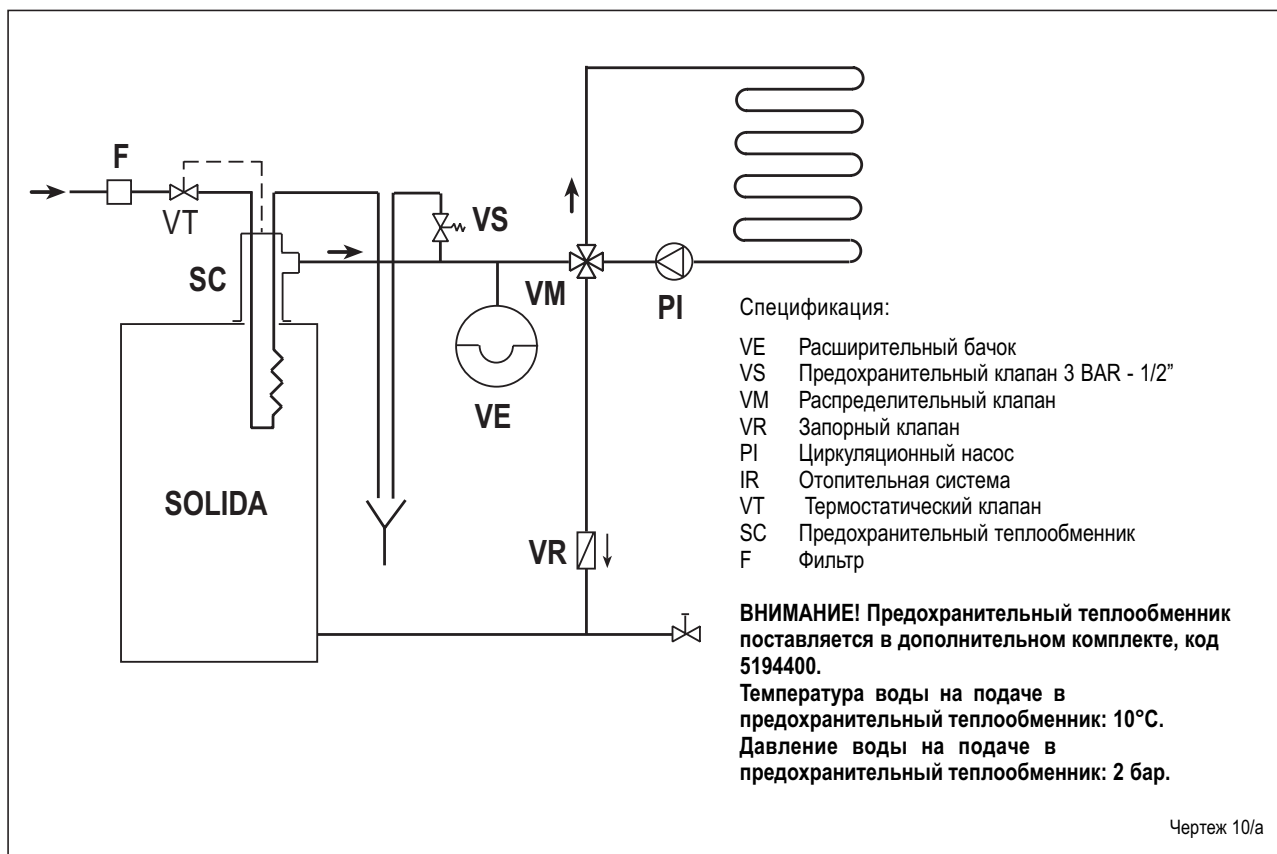 F
VT
VS
SC
VM
PI
VE
SOLIDA
VR
Спецификация:
VE Расширительный бачок
VS Предохранительный клапан 3 BAR - 1/2”
VM Распределительный клапан
VR Запорный клапан
PI Циркуляционный насос
IR Отопительная система
VT Термостатический клапан
SC Предохранительный теплообменник
F Фильтр
ВНИМАНИЕ! Предохранительный теплообменник
поставляется в дополнительном комплекте, код
5194400.
Температура воды на подаче в
предохранительный теплообменник: 10°C.
Давление воды на подаче в
предохранительный теплообменник: 2 бар.
Чертеж 10/a